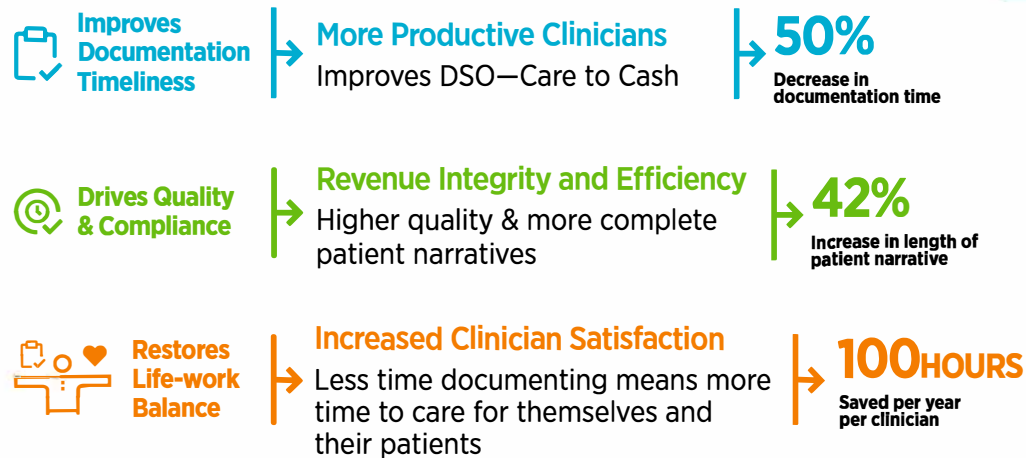 Improves
Documentation
Timeliness
More Productive Clinicians
Improves DSO—Care to Cash
50%
Decrease in
documentation time
Drives Quality
& Compliance
Revenue Integrity and Efficiency
Higher quality & more complete
patient narratives
42%
Increase in length of
patient narrative
Restores
Life-work
Balance
Increased Clinician Satisfaction
Less time documenting means more
time to care for themselves and
their patients
100HOURS
Saved per year
per clinician